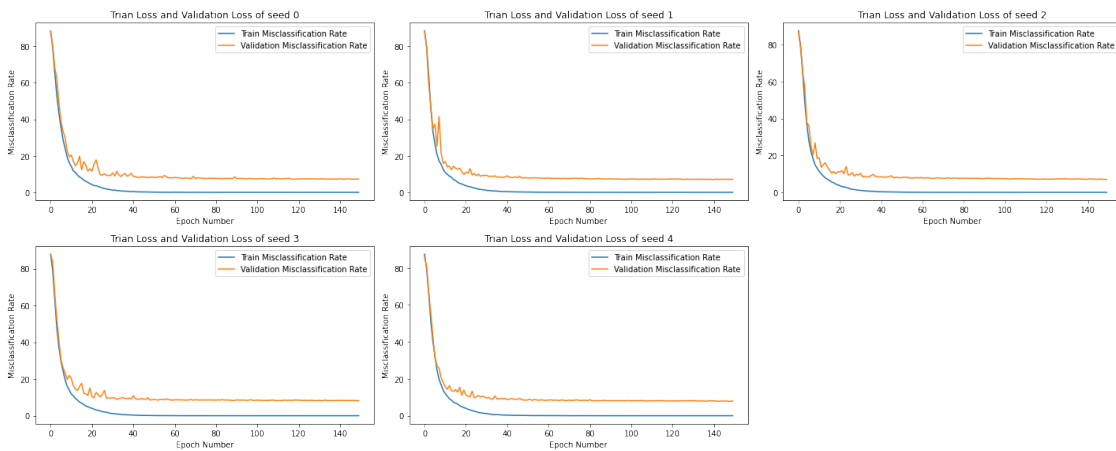 Trian Loss and Validation Loss of seed 0
Train Misclassification Rate
Validation Misclassification Rate
Misclassification Rate
80
60
40
20
0
0 20 40 60 80 100 120 140
Epoch Number
Trian Loss and Validation Loss of seed 1
Train Misclassification Rate
Validation Misclassification Rate
Misclassification Rate
80
60
40
20
0
0 20 40 60 80 100 120 140
Epoch Number
Trian Loss and Validation Loss of seed 2
Train Misclassification Rate
Validation Misclassification Rate
Misclassification Rate
80
60
40
20
0
0 20 40 60 80 100 120 140
Epoch Number
Trian Loss and Validation Loss of seed 3
Train Misclassification Rate
Validation Misclassification Rate
Misclassification Rate
80
60
40
20
0
0 20 40 60 80 100 120 140
Epoch Number
Trian Loss and Validation Loss of seed 4
Train Misclassification Rate
Validation Misclassification Rate
Misclassification Rate
80
60
40
20
0
0 20 40 60 80 100 120 140
Epoch Number